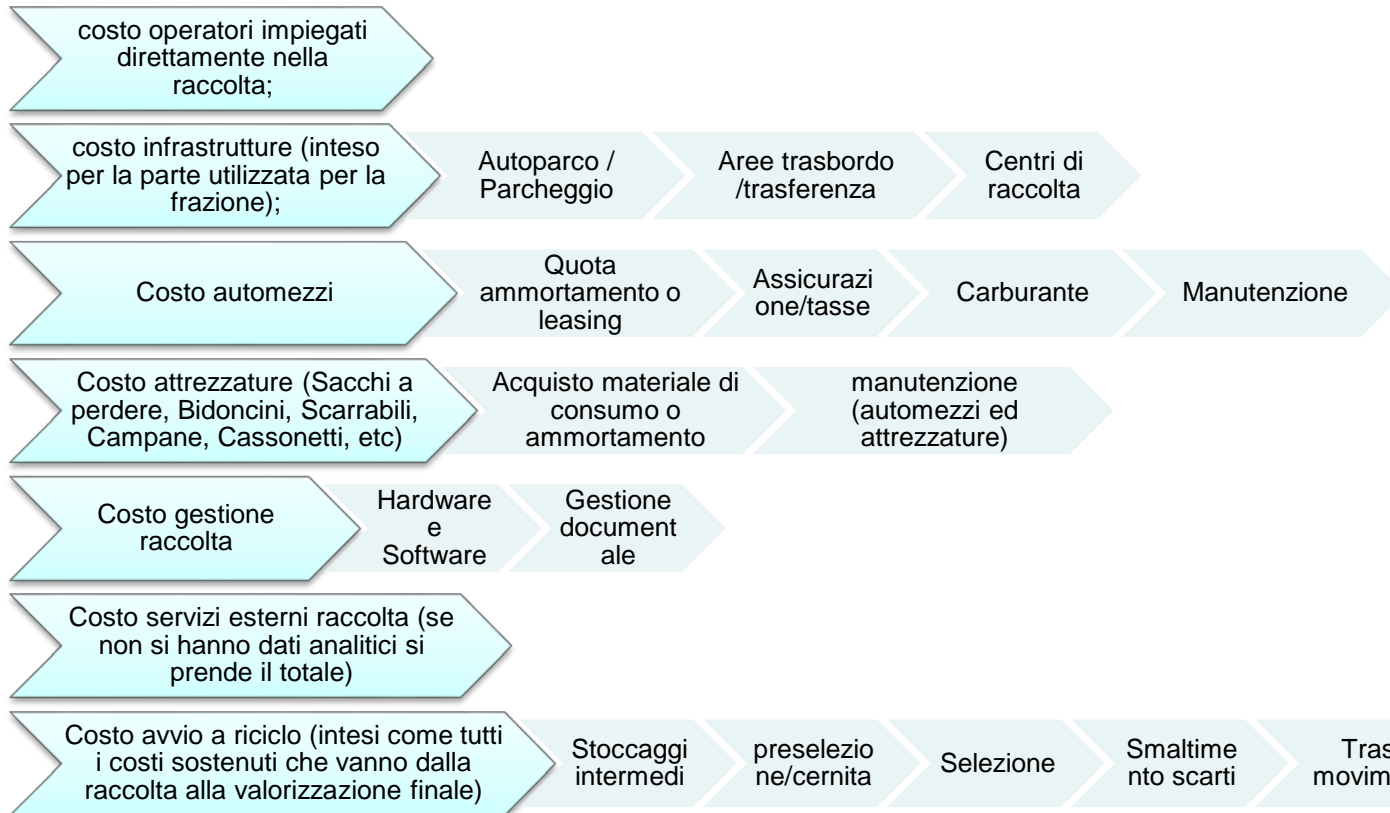 costo operatori impiegati
direttamente nella
raccolta;
costo infrastrutture (inteso
per la parte utilizzata per la
frazione);
Autoparco /
Parcheggio
Aree trasbordo
/trasferenza
Centri di
raccolta
Costo automezzi
Quota
ammortamento o
leasing
Assicurazi
one/tasse
Carburante
Manutenzione
Costo attrezzature (Sacchi a
perdere, Bidoncini, Scarrabili,
Campane, Cassonetti, etc)
Acquisto materiale di
consumo o
ammortamento
manutenzione
(automezzi ed
attrezzature)
Costo gestione
raccolta
Hardware
e
Software
Gestione
document
ale
Costo servizi esterni raccolta (se
non si hanno dati analitici si
prende il totale)
Costo avvio a riciclo (intesi come tutti
i costi sostenuti che vanno dalla
raccolta alla valorizzazione finale)
Stoccaggi
intermedi
preselezio
ne/cernita
Selezione
Smaltime
nto scarti